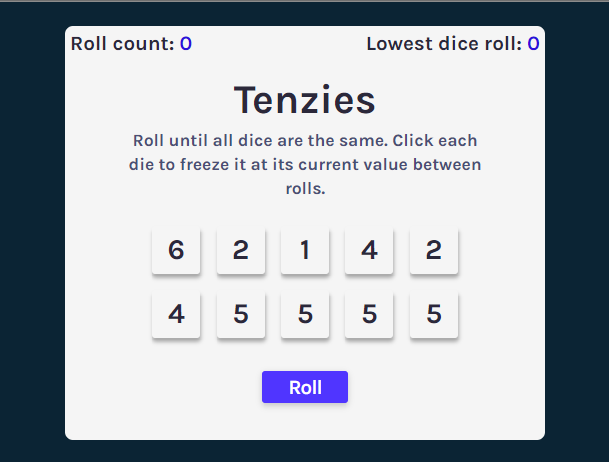 Roll count: 0 Lowest dice roll: 0
Tenzies
Roll until all dice are the same. Click each
die to freeze it at its current value between
rolls.
6 2 1 4 2
4 5 5 5 5
Roll